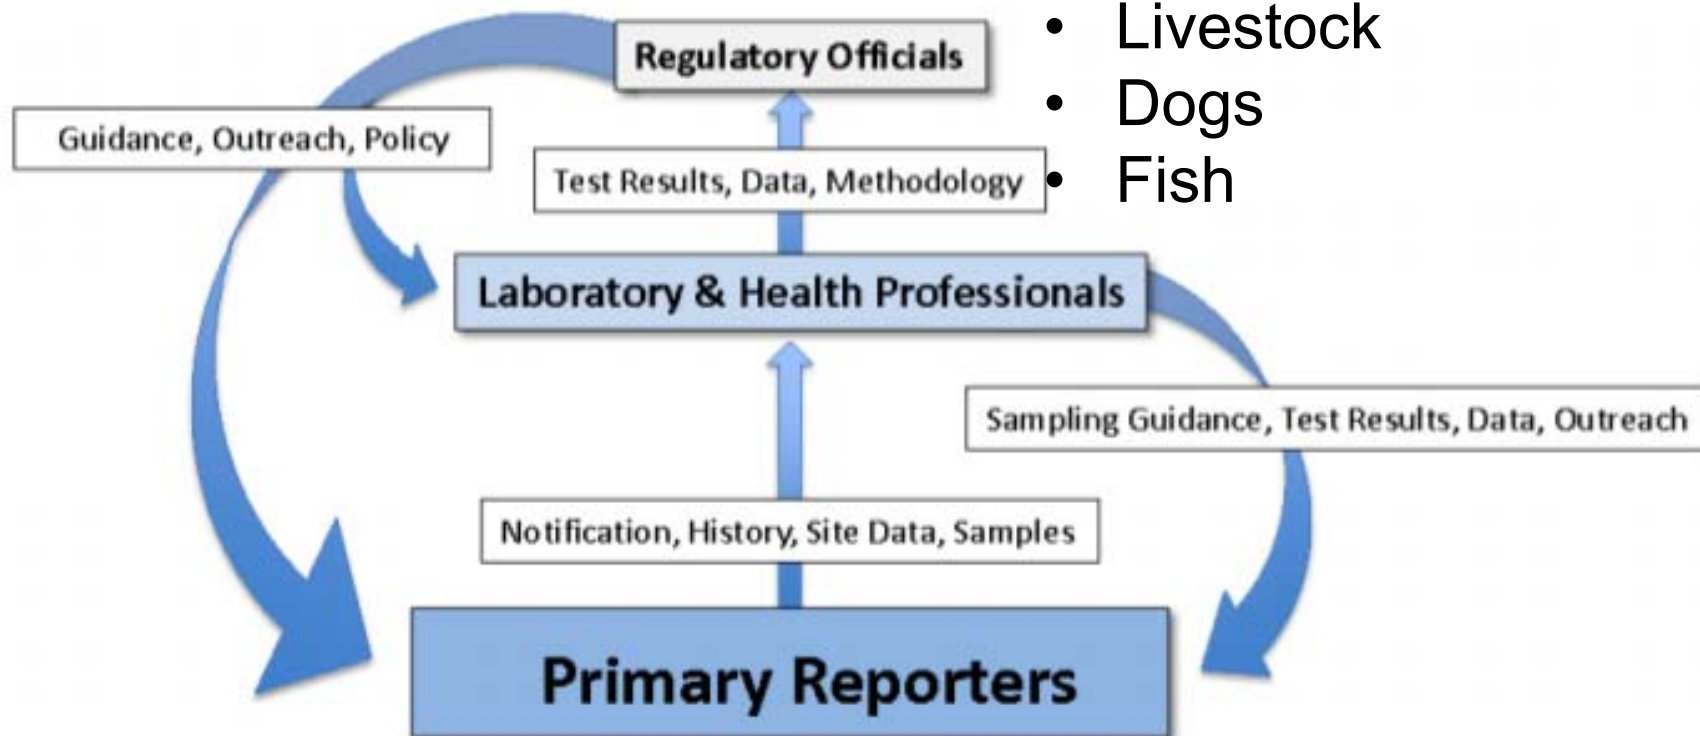 Regulatory Officials
• Livestock
• Dogs
• Fish
Guidance, Outreach, Policy
Test Results, Data, Methodology
Laboratory & Health Professionals
Sampling Guidance, Test Results, Data, Outreach
Notification, History, Site Data, Samples
Primary Reporters